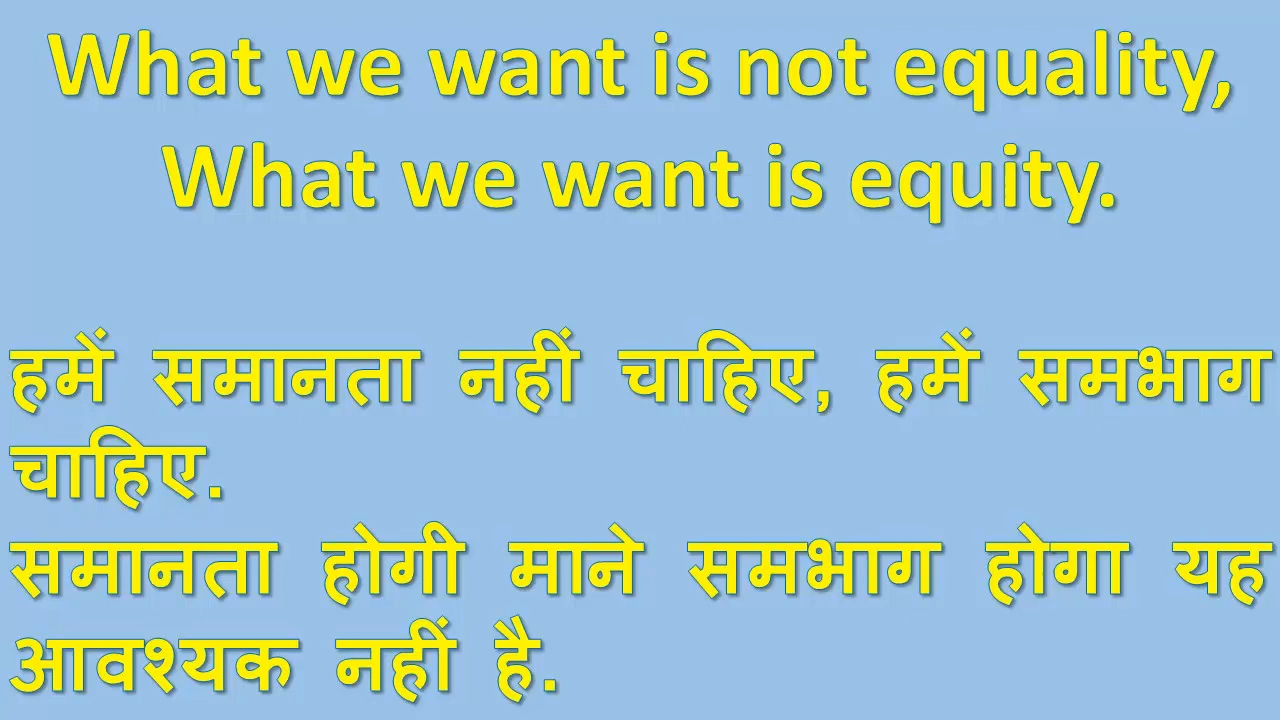 What we want is not equality,
What we want is equity.
हमें समानता नहीं चाहिए, हमें समभाग
चाहिए.
समानता होगी माने समभाग होगा यह
आवश्यक नहीं है.